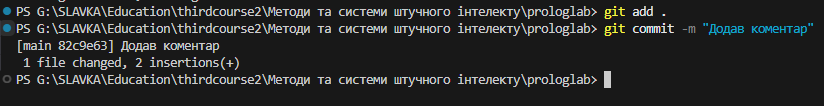 PS G:\SLAVKA\Education\thirdcourse2\Методи та системи штучного інтелекту\prologlab> git add .
PS G:\SLAVKA\Education\thirdcourse2\Методи та системи штучного інтелекту\prologlab> git commit -m "Додав коментар"
[main 82c9e63] Додав коментар
 1 file changed, 2 insertions(+)
PS G:\SLAVKA\Education\thirdcourse2\Методи та системи штучного інтелекту\prologlab>